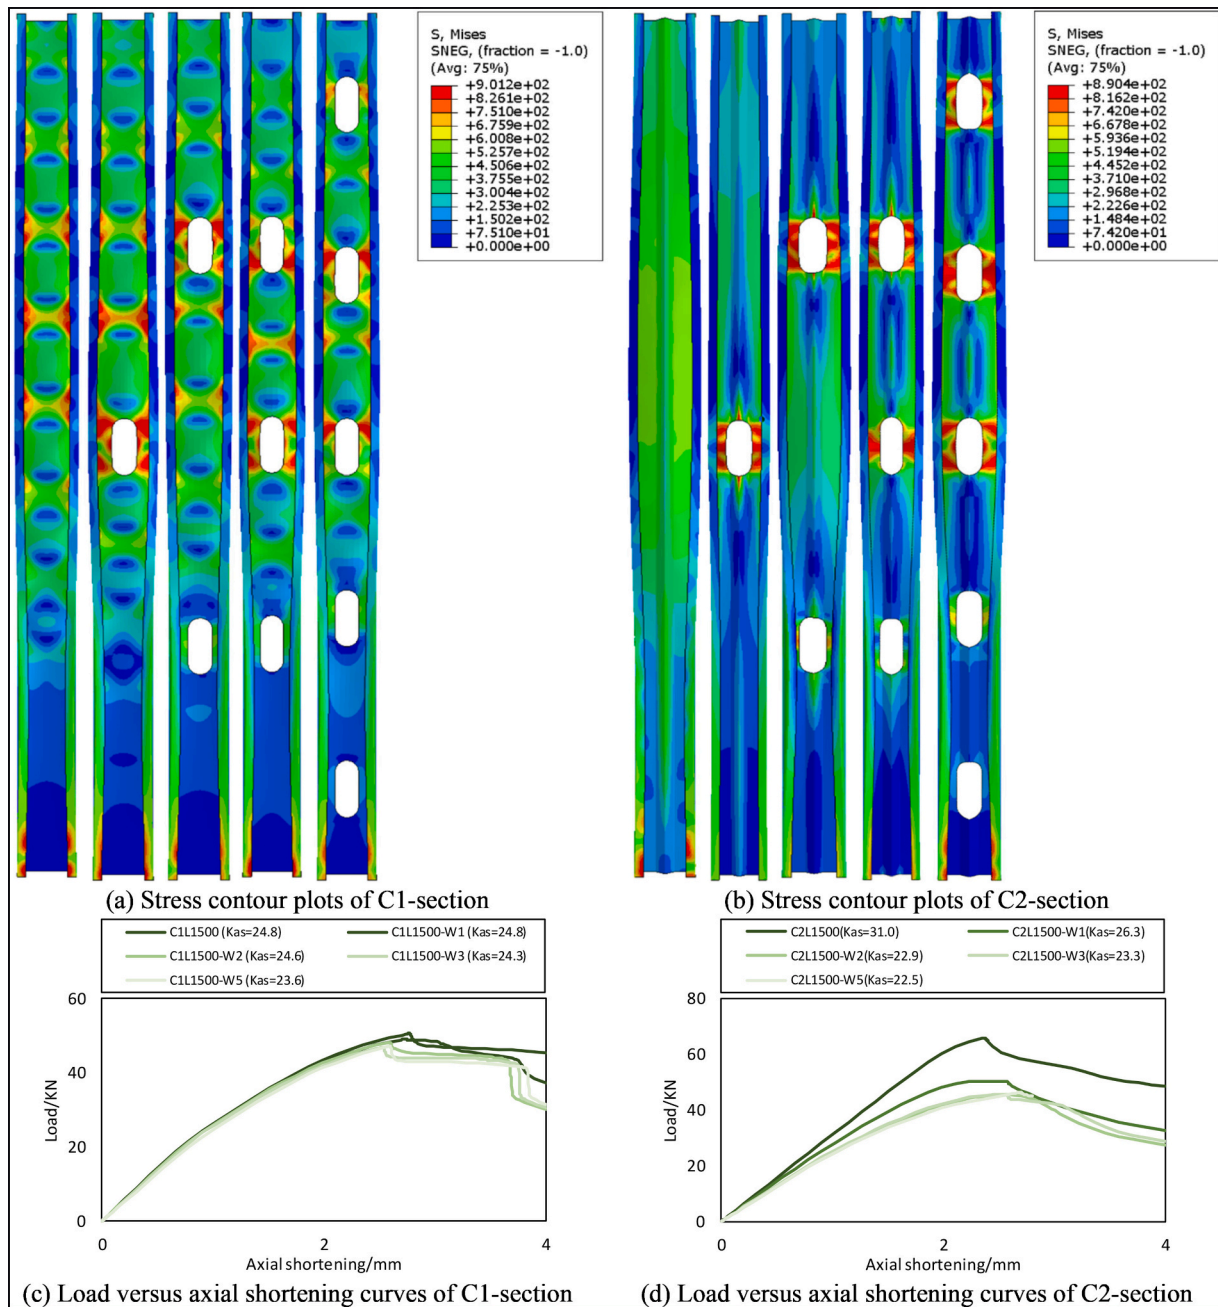 S, Mises
SNEG, (fraction = -1.0)
(Avg: 75%)
+9.012e+02
+8.261e+02
+7.510e+02
+6.759e+02
+6.008e+02
+5.257e+02
+4.506e+02
+3.755e+02
+3.004e+02
+2.253e+02
+1.502e+02
+7.510e+01
+0.000e+00
S, Mises
SNEG, (fraction = -1.0)
(Avg: 75%)
+8.904e+02
+8.162e+02
+7.420e+02
+6.678e+02
+5.936e+02
+5.194e+02
+4.452e+02
+3.710e+02
+2.968e+02
+2.226e+02
+1.484e+02
+7.420e+01
+0.000e+00
(a) Stress contour plots of C1-section
(b) Stress contour plots of C2-section
C1L1500 (Kas=24.8)
C1L1500-W1 (Kas=24.8)
C1L1500-W2 (Kas=24.6)
C1L1500-W3 (Kas=24.3)
C1L1500-W5 (Kas=23.6)
60
40
20
0
Load/KN
0 2 4
Axial shortening/mm
(c) Load versus axial shortening curves of C1-section
C2L1500(Kas=31.0)
C2L1500-W1(Kas=26.3)
C2L1500-W2(Kas=22.9)
C2L1500-W3(Kas=23.3)
C2L1500-W5(Kas=22.5)
80
60
40
20
0
Load/KN
0 2 4
Axial shortening/mm
(d) Load versus axial shortening curves of C2-section